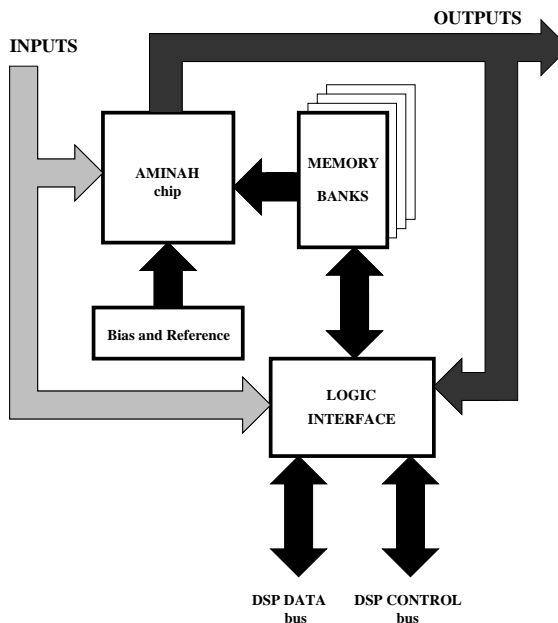 OUTPUTS
INPUTS
AMINAH
chip
MEMORY
BANKS
Bias and Reference
LOGIC
INTERFACE
DSP DATA
bus
DSP CONTROL
bus